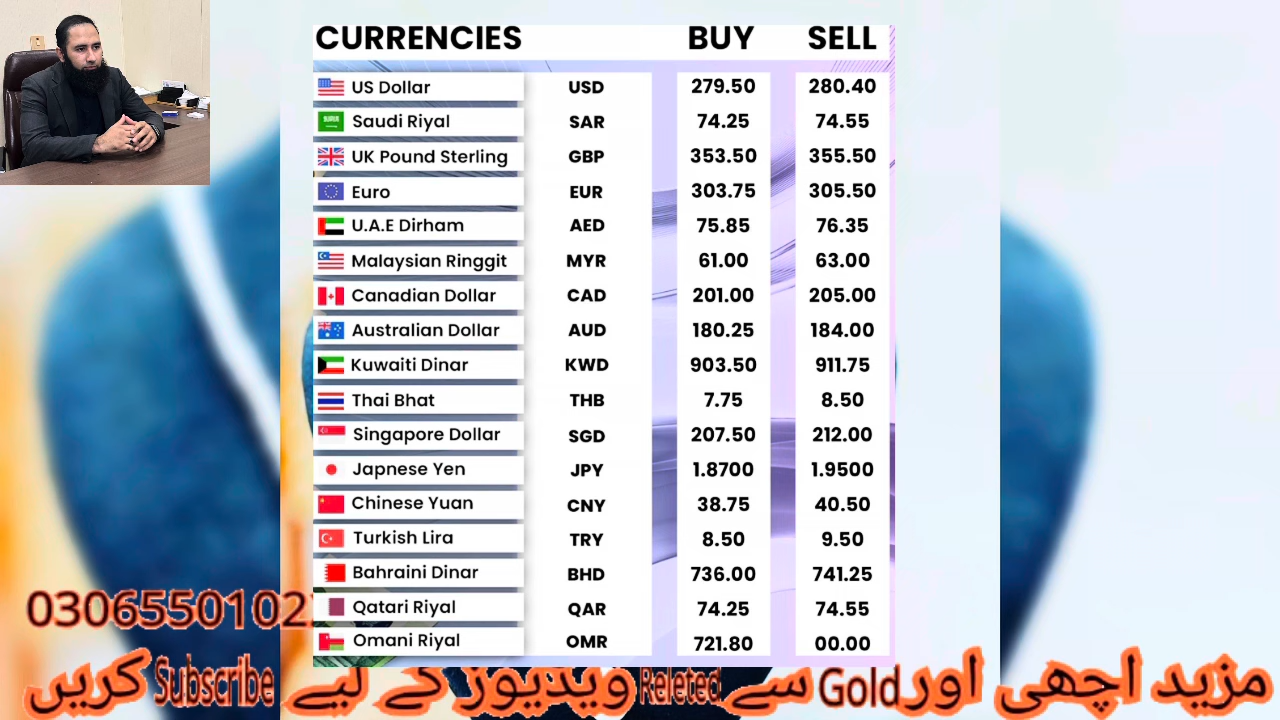 CURRENCIES BUY SELL
US Dollar USD 279.50 280.40
Saudi Riyal SAR 74.25 74.55
UK Pound Sterling GBP 353.50 355.50
Euro EUR 303.75 305.50
U.A.E Dirham AED 75.85 76.35
Malaysian Ringgit MYR 61.00 63.00
Canadian Dollar CAD 201.00 205.00
Australian Dollar AUD 180.25 184.00
Kuwaiti Dinar KWD 903.50 911.75
Thai Bhat THB 7.75 8.50
Singapore Dollar SGD 207.50 212.00
Japnese Yen JPY 1.8700 1.9500
Chinese Yuan CNY 38.75 40.50
Turkish Lira TRY 8.50 9.50
Bahraini Dinar BHD 736.00 741.25
Qatari Riyal QAR 74.25 74.55
Omani Riyal OMR 721.80 00.00
0306550102
مزید اچھی اور Gold سے Releted ویدیوز کے لیے Subscribe کریں